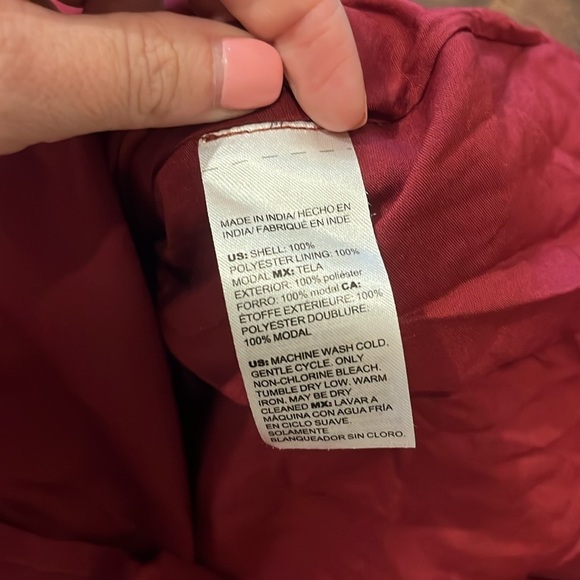 MADE IN INDIA/ HECHO EN
INDIA/ FABRIQUÉ EN INDE
US: SHELL: 100%
POLYESTER LINING: 100%
MODAL MX: TELA
EXTERIOR: 100% poliéster
FORRO: 100% modal CA:
ÉTOFFE EXTÉRIEURE: 100%
POLYESTER DOUBLURE:
100% MODAL
US: MACHINE WASH COLD,
GENTLE CYCLE. ONLY
NON-CHLORINE BLEACH.
TUMBLE DRY LOW. WARM
IRON. MAY BE DRY
CLEANED MX: LAVAR A
MÁQUINA CON AGUA FRÍA
EN CICLO SUAVE.
SOLAMENTE
BLANQUEADOR SIN CLORO.